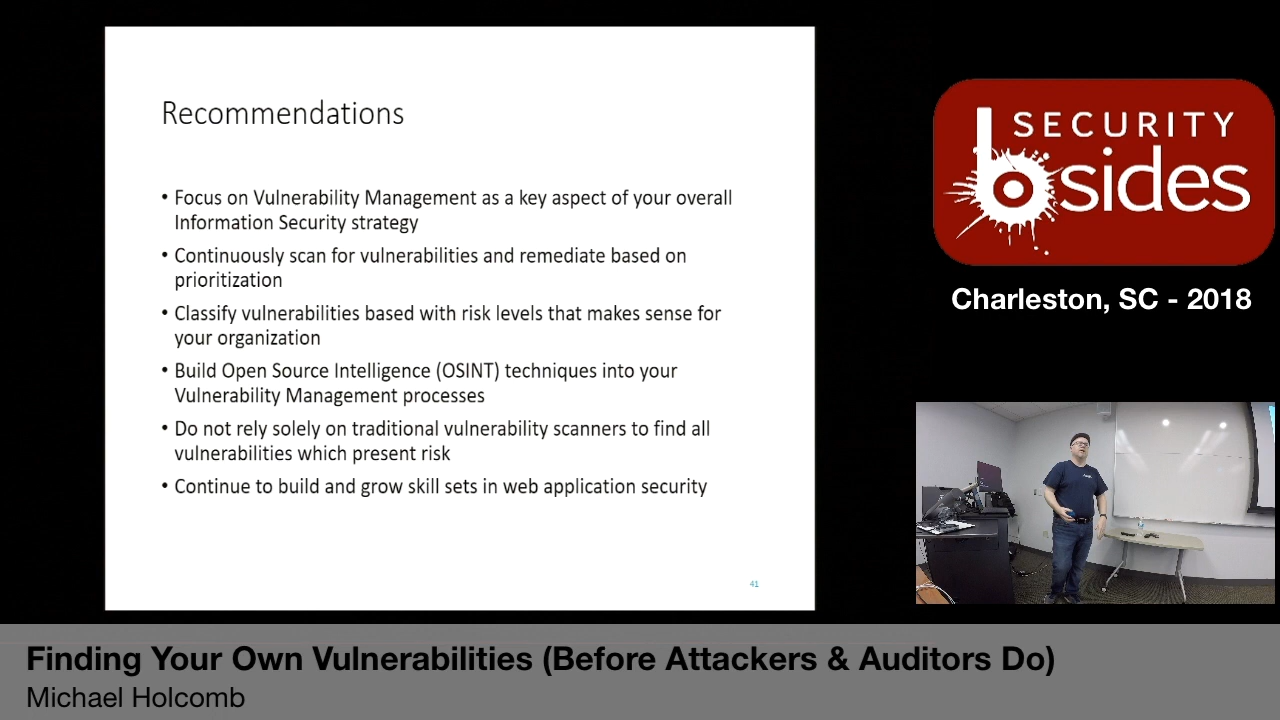 Recommendations
• Focus on Vulnerability Management as a key aspect of your overall
Information Security strategy
• Continuously scan for vulnerabilities and remediate based on
prioritization
• Classify vulnerabilities based with risk levels that makes sense for
your organization
• Build Open Source Intelligence (OSINT) techniques into your
Vulnerability Management processes
• Do not rely solely on traditional vulnerability scanners to find all
vulnerabilities which present risk
• Continue to build and grow skill sets in web application security
41
SECURITY
bsides
Charleston, SC - 2018
Finding Your Own Vulnerabilities (Before Attackers & Auditors Do)
Michael Holcomb